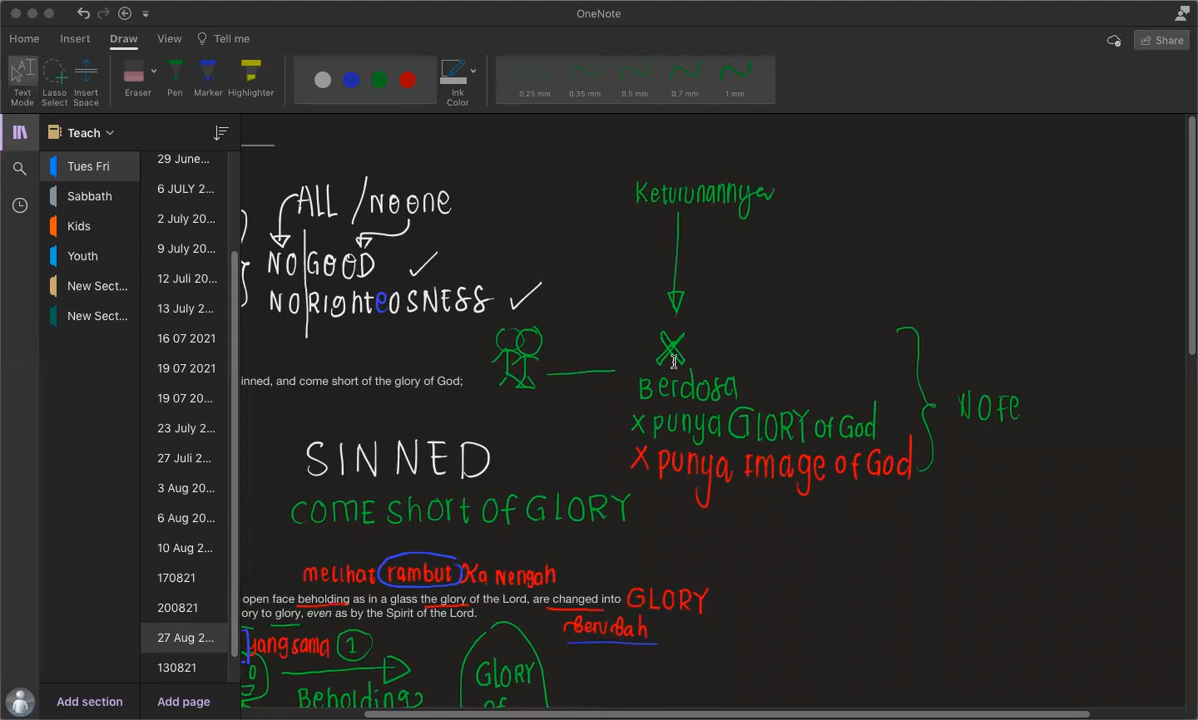 OneNote
Home Insert Draw View Tell me
Share
Text Mode
Lasso Select
Insert Space
Eraser
Pen
Marker
Highlighter
Ink Color
0.25 mm 0.35 mm 0.5 mm 0.7 mm 1 mm
Teach
Tues Fri
Sabbath
Kids
Youth
New Sect...
New Sect...
29 June...
6 JULY 2...
2 July 20...
9 July 20...
12 Juli 20...
13 July 2...
16 07 2021
19 07 2021
19 07 202...
27 Juli 2...
3 Aug 20...
6 Aug 20...
10 Aug 2...
170821
200821
27 Aug 2...
130821
Add section
Add page
ALL / NO ONE
NO GOOD ✓
NO RighteOSNESS ✓
inned, and come short of the glory of God;
SINNED
COME Short Of GLORY
Keturunannya
X
Berdosa
X punya GLORY of God
X punya Image of God
NOFE
melihat rambut Ka Nengah
open face beholding as in a glass the glory of the Lord, are changed into GLORY
ory to glory, even as by the Spirit of the Lord.
Berubah
yang sama 1
Beholding
GLORY
of